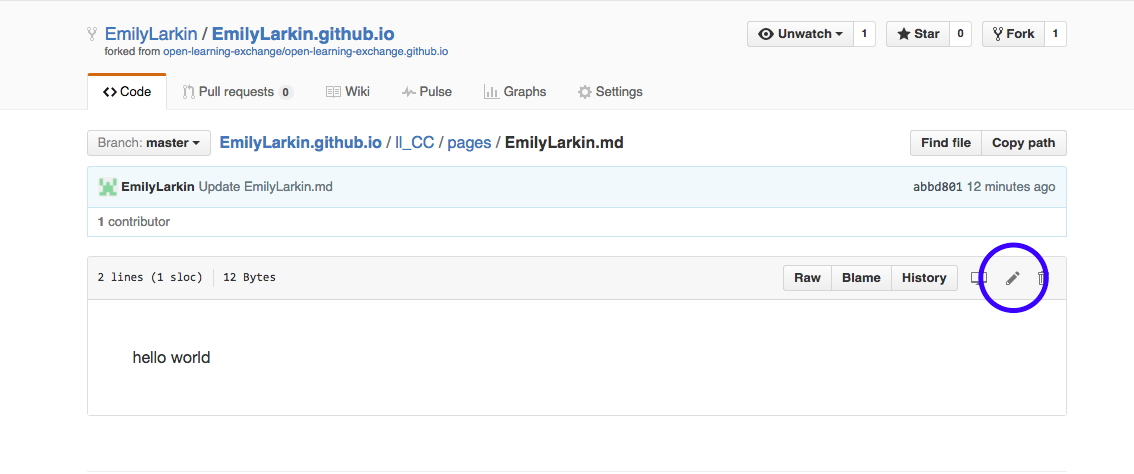 EmilyLarkin / EmilyLarkin.github.io
forked from open-learning-exchange/open-learning-exchange.github.io
Unwatch 1 Star 0 Fork 1
Code Pull requests 0 Wiki Pulse Graphs Settings
Branch: master EmilyLarkin.github.io / ll_CC / pages / EmilyLarkin.md Find file Copy path
EmilyLarkin Update EmilyLarkin.md abbd801 12 minutes ago
1 contributor
2 lines (1 sloc) 12 Bytes Raw Blame History
hello world